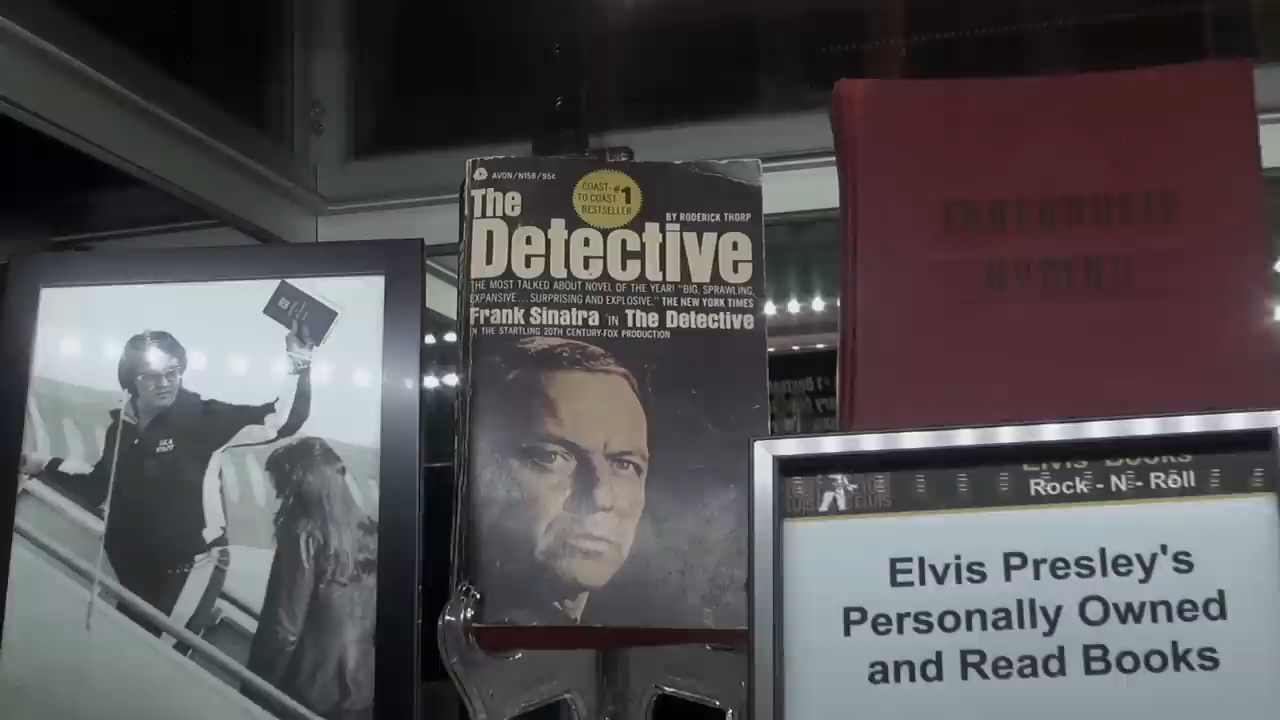 AVON/N156/95¢
The
Detective
COAST-
TO COAST
#1
BESTSELLER
BY RODERICK THORP
THE MOST TALKED ABOUT NOVEL OF THE YEAR! "BIG, SPRAWLING,
EXPANSIVE... SURPRISING AND EXPLOSIVE." THE NEW YORK TIMES
Frank Sinatra IN The Detective
IN THE STARTLING 20TH CENTURY-FOX PRODUCTION
Rock - N - Roll
Elvis Presley's
Personally Owned
and Read Books